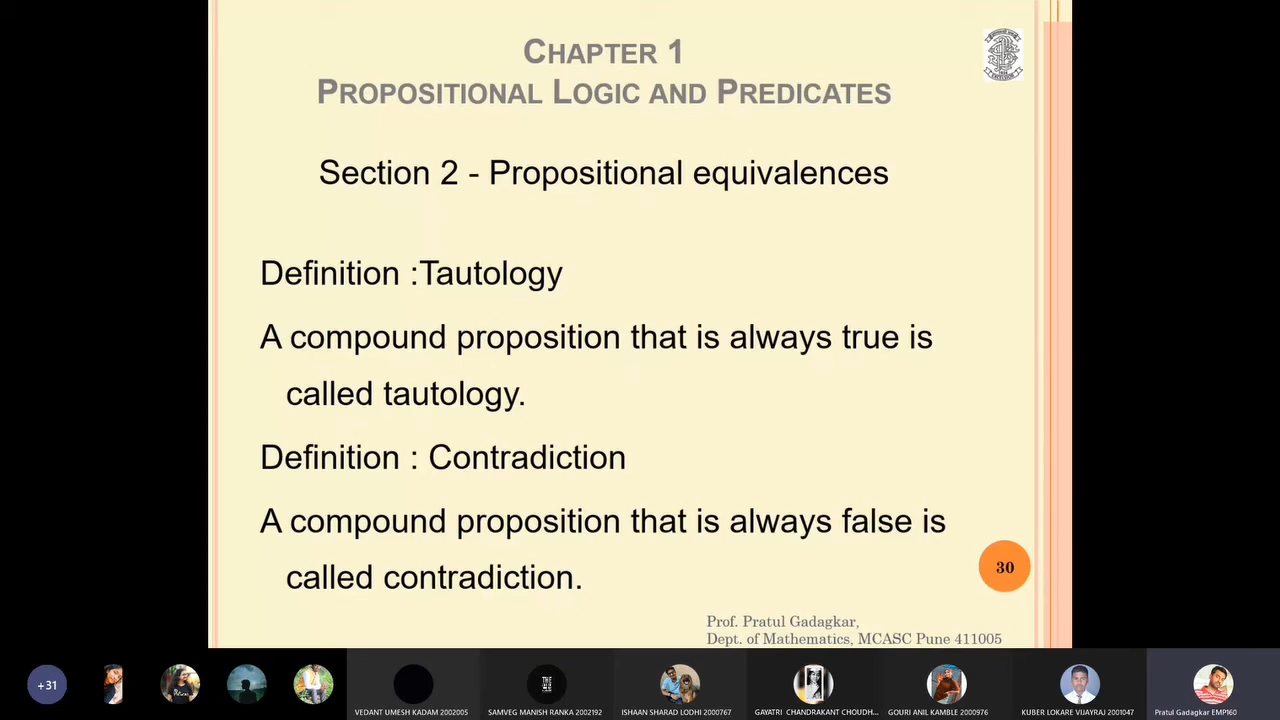 CHAPTER 1
PROPOSITIONAL LOGIC AND PREDICATES
Section 2 - Propositional equivalences
Definition :Tautology
A compound proposition that is always true is
called tautology.
Definition : Contradiction
A compound proposition that is always false is
called contradiction.
30
Prof. Pratul Gadagkar,
Dept. of Mathematics, MCASC Pune 411005
+31
VEDANT UMESH KADAM 2002005
SAMVEG MANISH RANKA 2002192
ISHAAN SHARAD LODHI 2000767
GAYATRI CHANDRAKANT CHOUDH...
GOURI ANIL KAMBLE 2000976
KUBER LOKARE VIJAYRAJ 2001047
Pratul Gadagkar EMP160